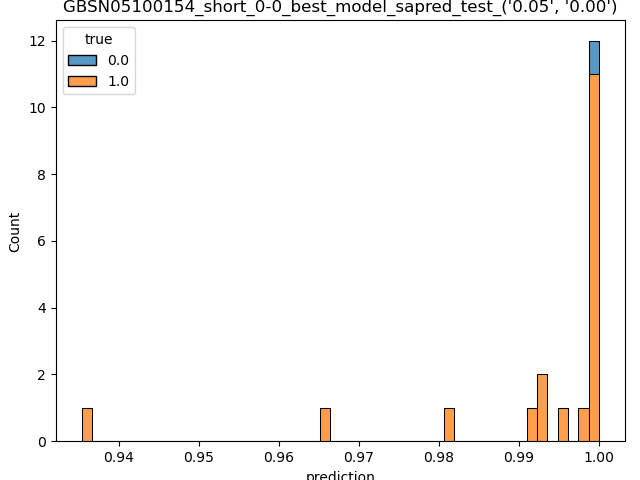 GBSN05100154_short_0-0_best_model_sapred_test_('0.05', '0.00')
true
0.0
1.0
Count
12
10
8
6
4
2
0
0.94 0.95 0.96 0.97 0.98 0.99 1.00
prediction